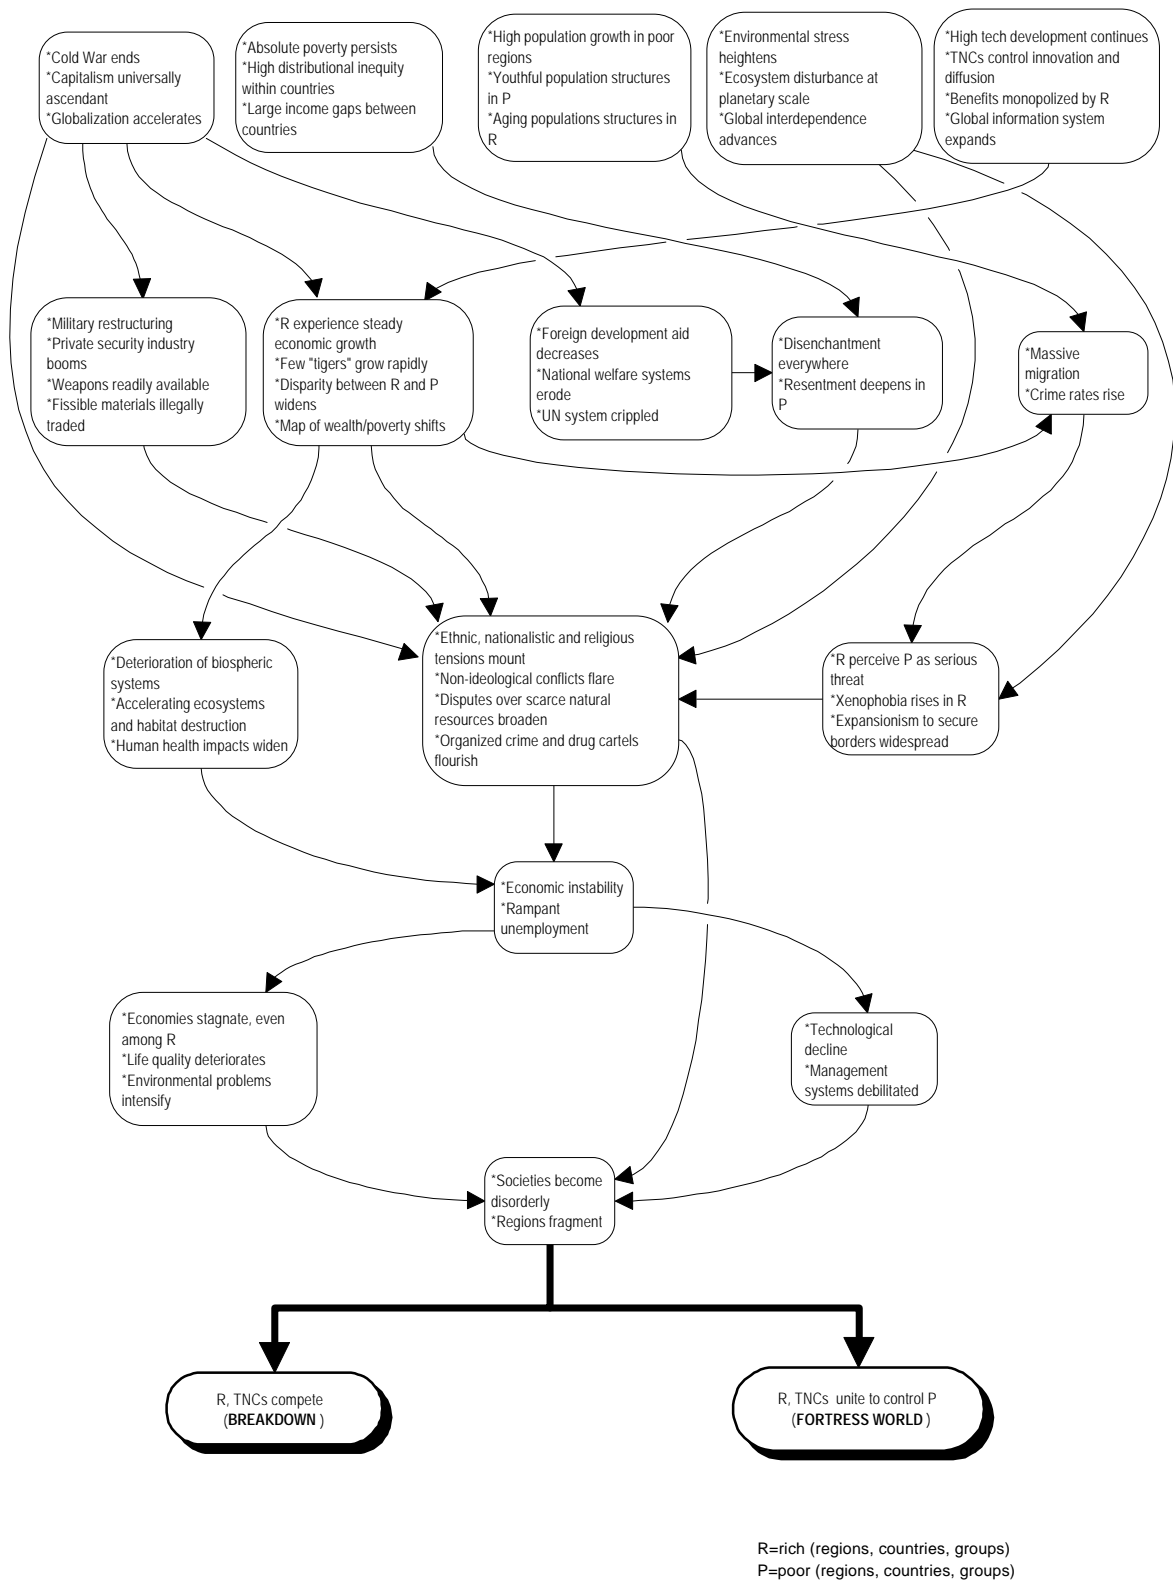 *Cold War ends
*Capitalism universally
ascendant
*Globalization accelerates
*Absolute poverty persists
*High distributional inequity
within countries
*Large income gaps between
countries
*High population growth in poor
regions
*Youthful population structures
in P
*Aging populations structures in
R
*Environmental stress
heightens
*Ecosystem disturbance at
planetary scale
*Global interdependence
advances
*High tech development continues
*TNCs control innovation and
diffusion
*Benefits monopolized by R
*Global information system
expands
*Military restructuring
*Private security industry
booms
*Weapons readily available
*Fissible materials illegally
traded
*R experience steady
economic growth
*Few "tigers" grow rapidly
*Disparity between R and P
widens
*Map of wealth/poverty shifts
*Foreign development aid
decreases
*National welfare systems
erode
*UN system crippled
*Disenchantment
everywhere
*Resentment deepens in
P
*Massive
migration
*Crime rates rise
*Deterioration of biospheric
systems
*Accelerating ecosystems
and habitat destruction
*Human health impacts widen
*Ethnic, nationalistic and religious
tensions mount
*Non-ideological conflicts flare
*Disputes over scarce natural
resources broaden
*Organized crime and drug cartels
flourish
*R perceive P as serious
threat
*Xenophobia rises in R
*Expansionism to secure
borders widespread
*Economic instability
*Rampant
unemployment
*Economies stagnate, even
among R
*Life quality deteriorates
*Environmental problems
intensify
*Technological
decline
*Management
systems debilitated
*Societies become
disorderly
*Regions fragment
R, TNCs compete
(BREAKDOWN )
R, TNCs  unite to control P
(FORTRESS WORLD )
R=rich (regions, countries, groups)
P=poor (regions, countries, groups)